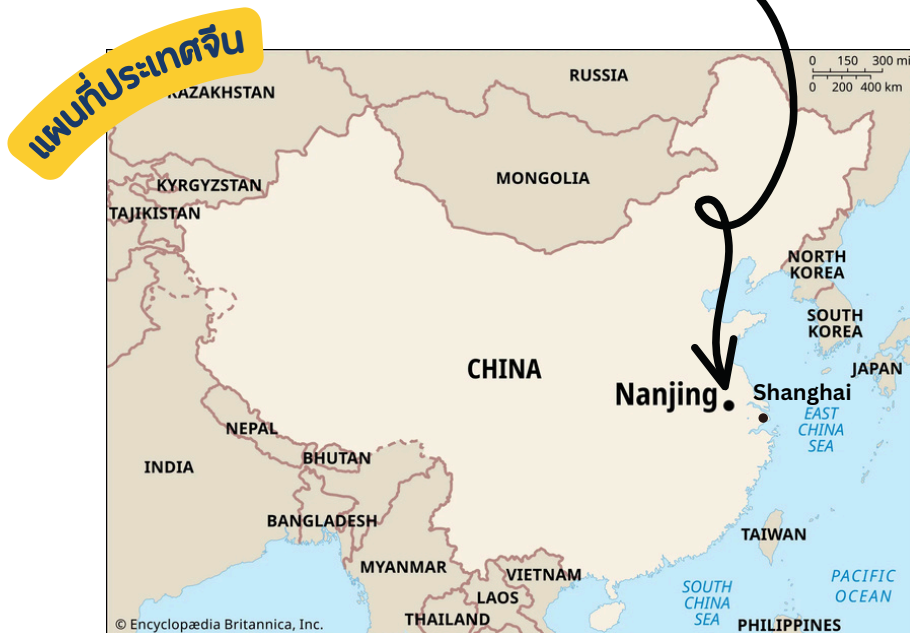 แผนที่ประเทศจีน
RUSSIA
0 150 300 mi
0 200 400 km
KAZAKHSTAN
MONGOLIA
KYRGYZSTAN
TAJIKISTAN
NORTH
KOREA
SOUTH
KOREA
JAPAN
CHINA
Nanjing
Shanghai
EAST
CHINA
SEA
NEPAL
BHUTAN
INDIA
BANGLADESH
TAIWAN
MYANMAR
VIETNAM
LAOS
THAILAND
SOUTH
CHINA
SEA
PACIFIC
OCEAN
PHILIPPINES
© Encyclopædia Britannica, Inc.